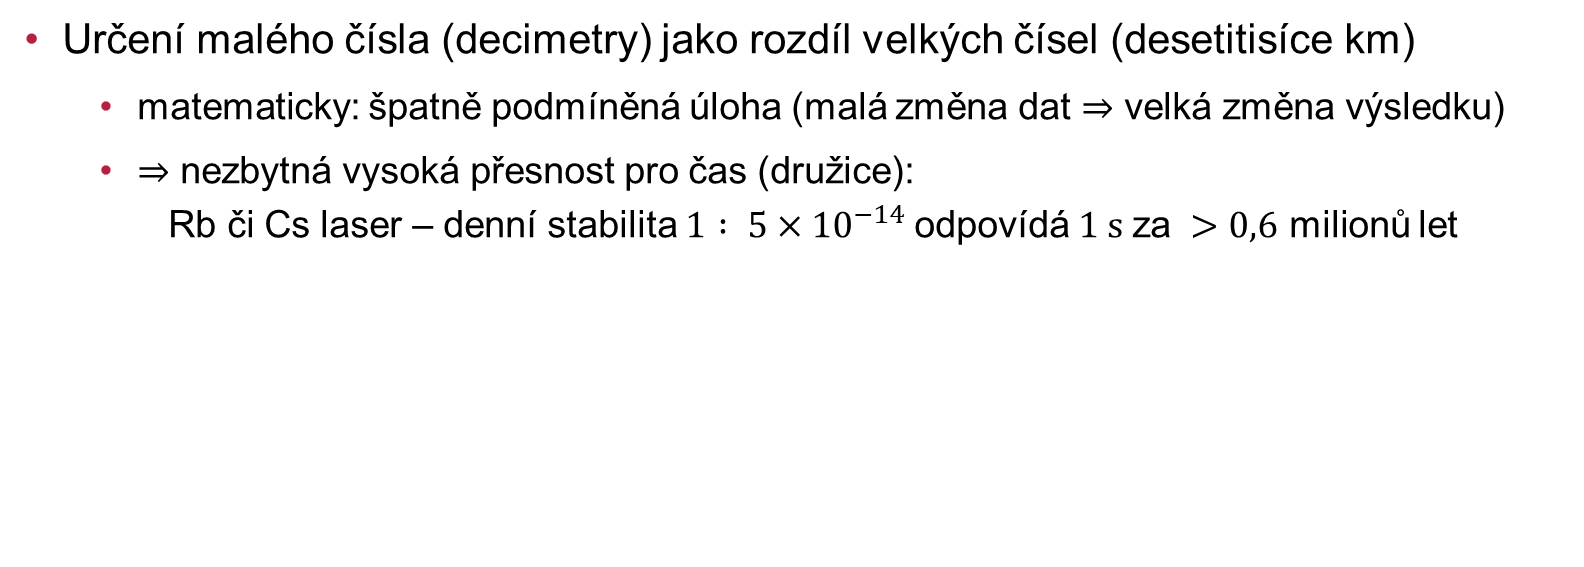 • Určení malého čísla (decimetry) jako rozdíl velkých čísel (desetitisíce km)
• matematicky: špatně podmíněná úloha (malá změna dat ⇒ velká změna výsledku)
• ⇒ nezbytná vysoká přesnost pro čas (družice):
Rb či Cs laser – denní stabilita 1 : 5 × 10⁻¹⁴ odpovídá 1 s za > 0,6 milionů let